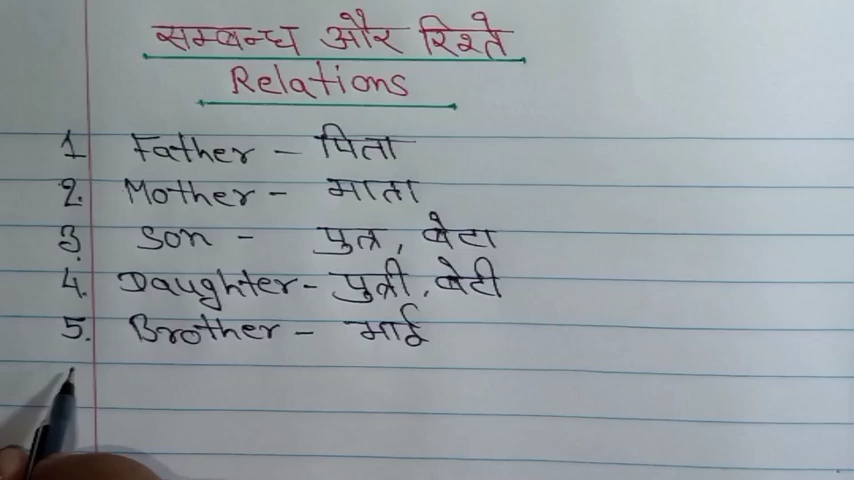 सम्बन्ध और रिश्ते
Relations
1 Father - पिता
2. Mother - माता
3. Son - पुत्र, बेटा
4. Daughter - पुत्री, बेटी
5. Brother - भाई